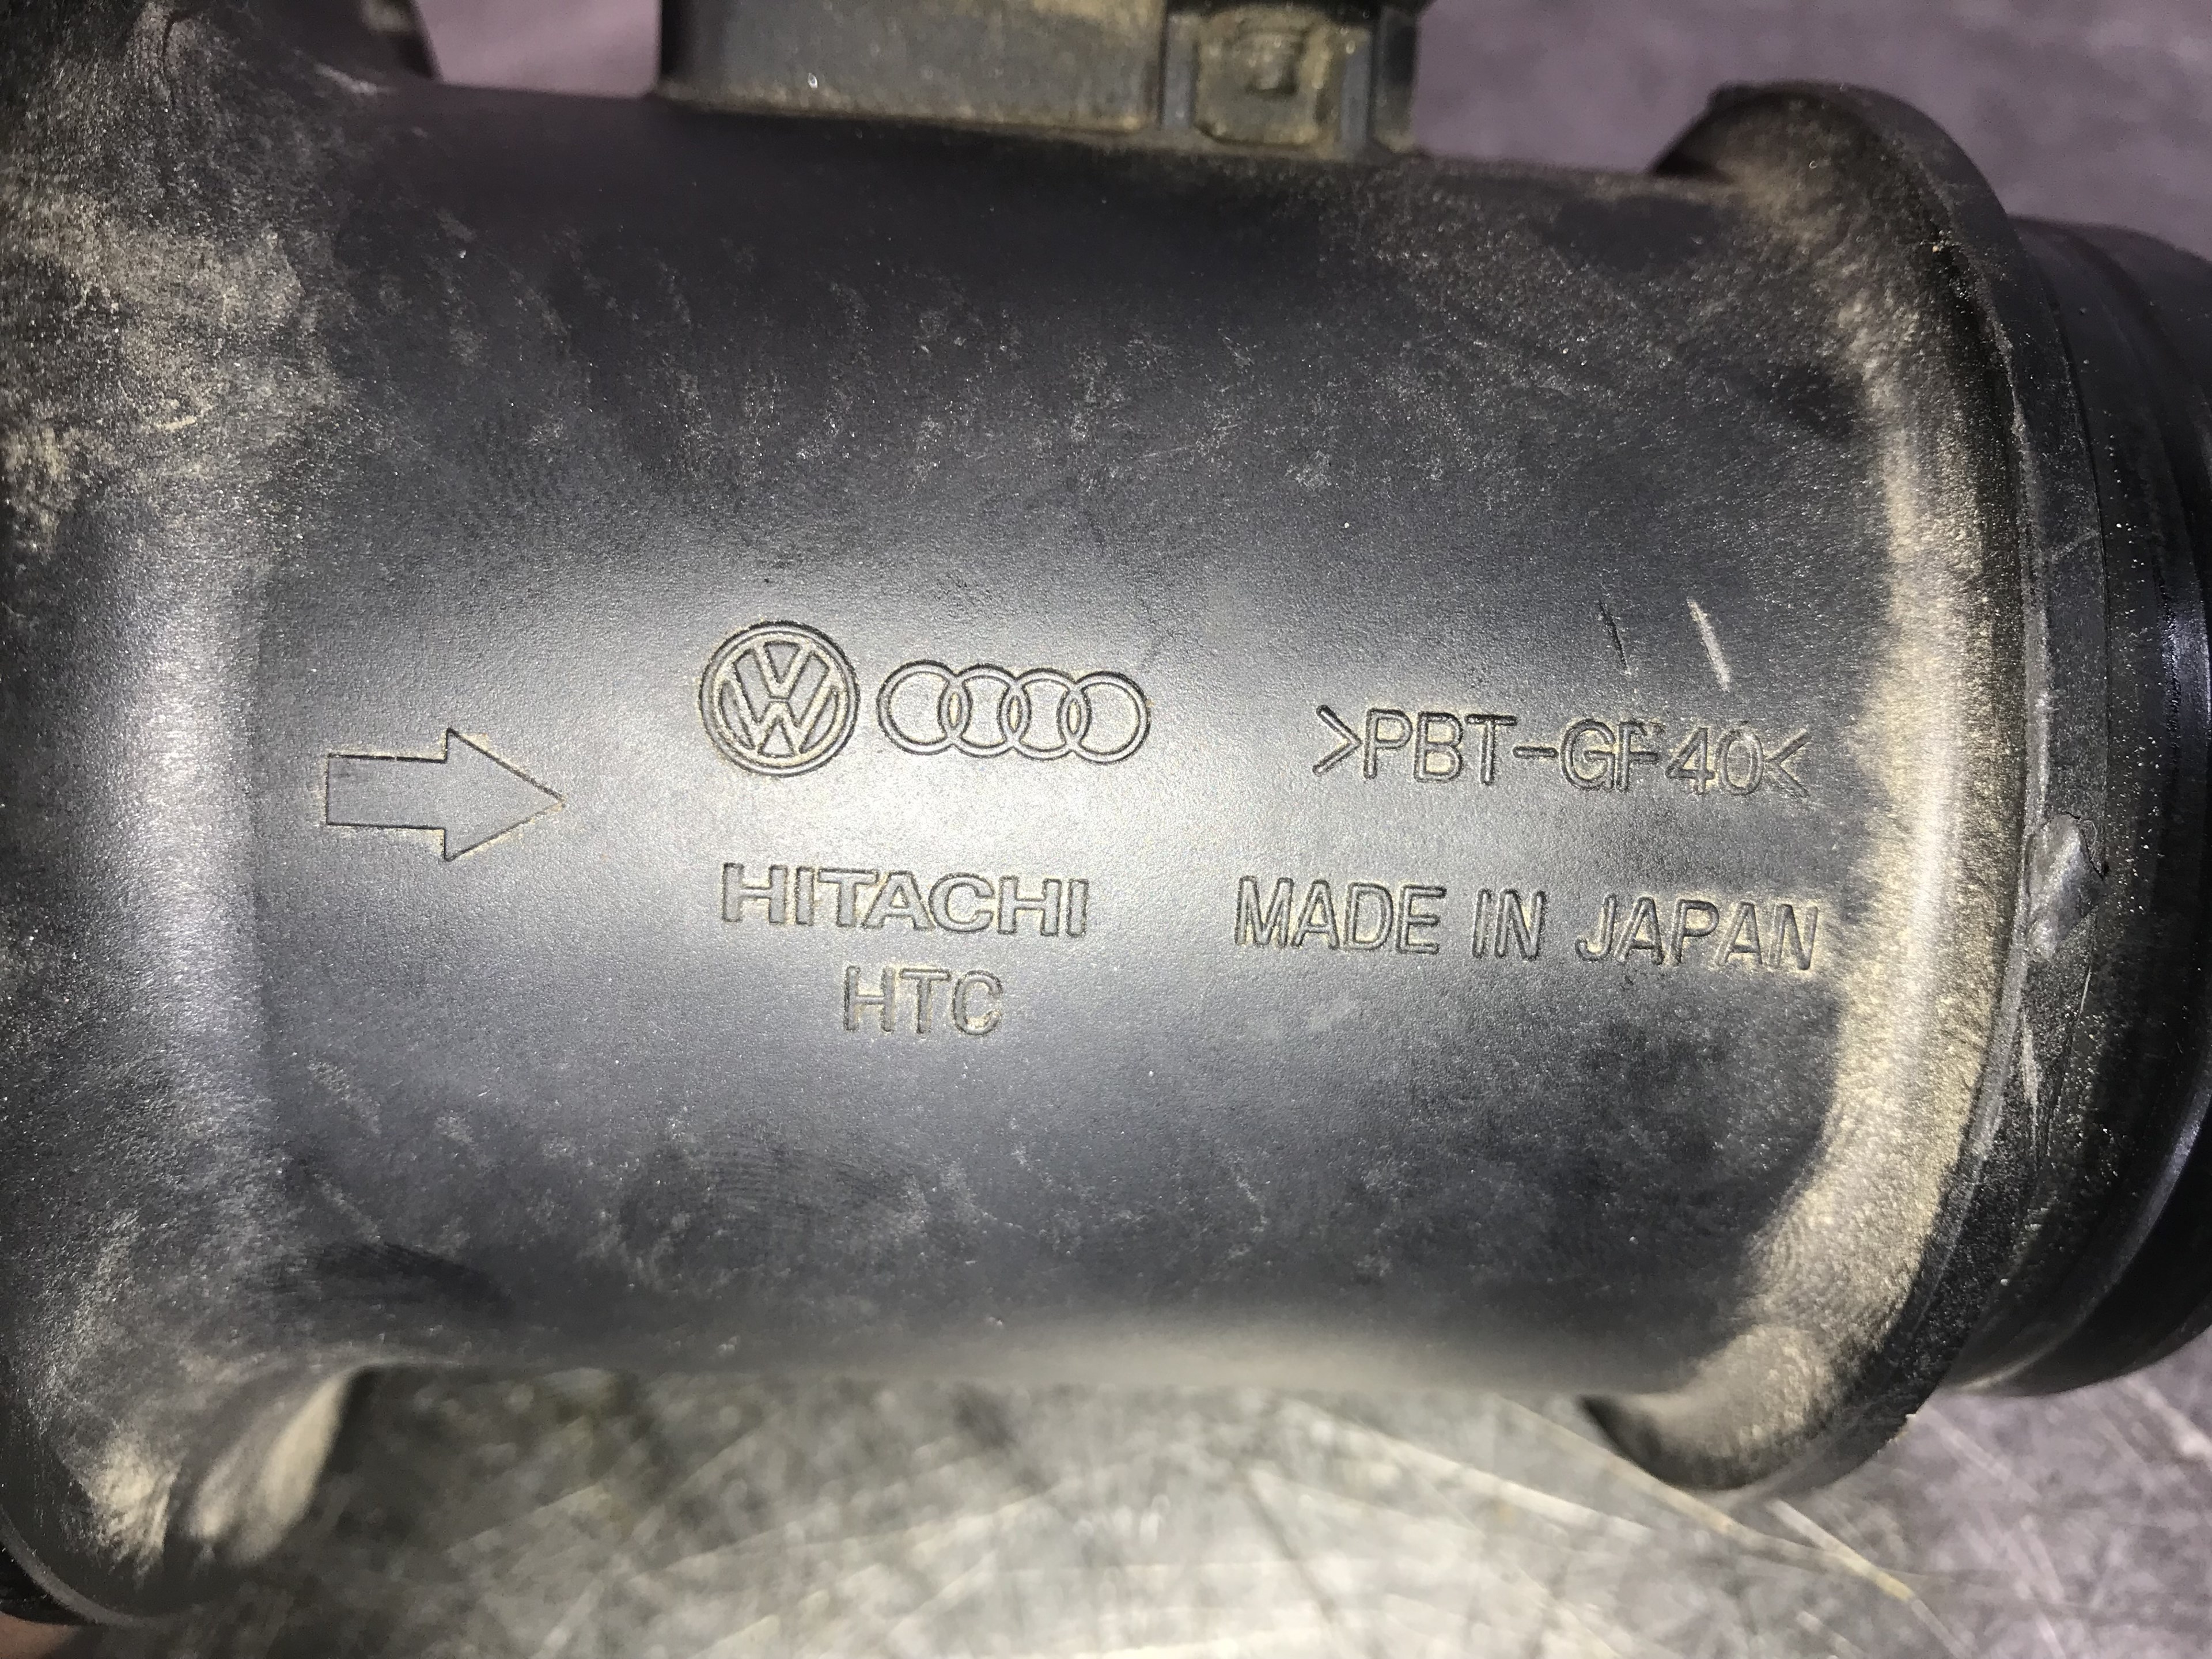 >PBT-GF40<
HITACHI
MADE IN JAPAN
HTC